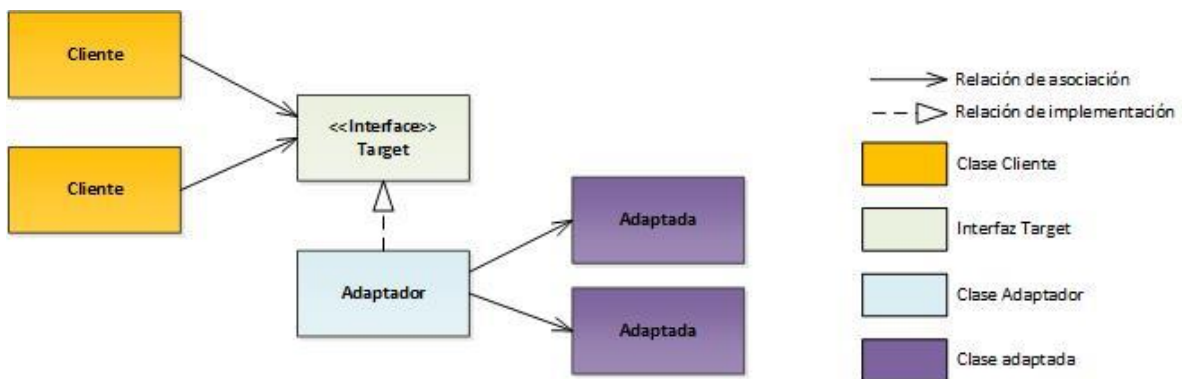 Cliente
<<Interface>>
Target
Cliente
Adaptador
Adaptada
Adaptada
Relación de asociación
Relación de implementación
Clase Cliente
Interfaz Target
Clase Adaptador
Clase adaptada